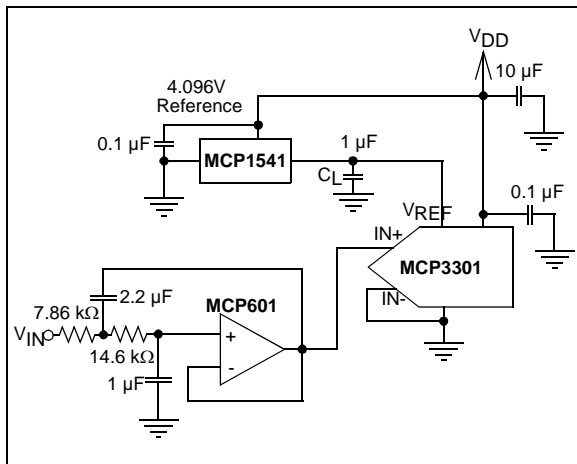 VDD
10 µF
4.096V
Reference
0.1 µF
MCP1541
1 µF
CL
0.1 µF
VREF
IN+
MCP3301
IN-
2.2 µF
MCP601
7.86 kΩ
VIN
+
-
14.6 kΩ
1 µF